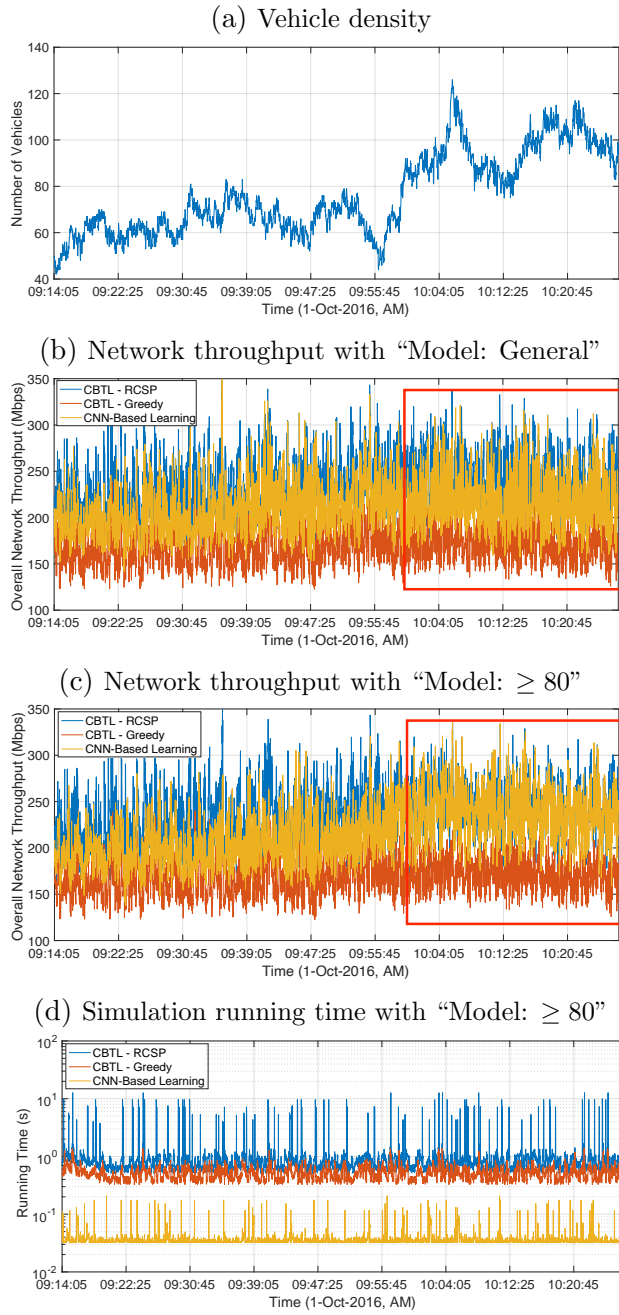 (a) Vehicle density
Number of Vehicles
140
120
100
80
60
40
09:14:05 09:22:25 09:30:45 09:39:05 09:47:25 09:55:45 10:04:05 10:12:25 10:20:45
Time (1-Oct-2016, AM)
(b) Network throughput with “Model: General”
Overall Network Throughput (Mbps)
350
300
250
200
150
100
CBTL - RCSP
CBTL - Greedy
CNN-Based Learning
09:14:05 09:22:25 09:30:45 09:39:05 09:47:25 09:55:45 10:04:05 10:12:25 10:20:45
Time (1-Oct-2016, AM)
(c) Network throughput with “Model: ≥ 80”
Overall Network Throughput (Mbps)
350
300
250
200
150
100
CBTL - RCSP
CBTL - Greedy
CNN-Based Learning
09:14:05 09:22:25 09:30:45 09:39:05 09:47:25 09:55:45 10:04:05 10:12:25 10:20:45
Time (1-Oct-2016, AM)
(d) Simulation running time with “Model: ≥ 80”
Running Time (s)
10²
10¹
10⁰
10⁻¹
10⁻²
CBTL - RCSP
CBTL - Greedy
CNN-Based Learning
09:14:05 09:22:25 09:30:45 09:39:05 09:47:25 09:55:45 10:04:05 10:12:25 10:20:45
Time (1-Oct-2016, AM)